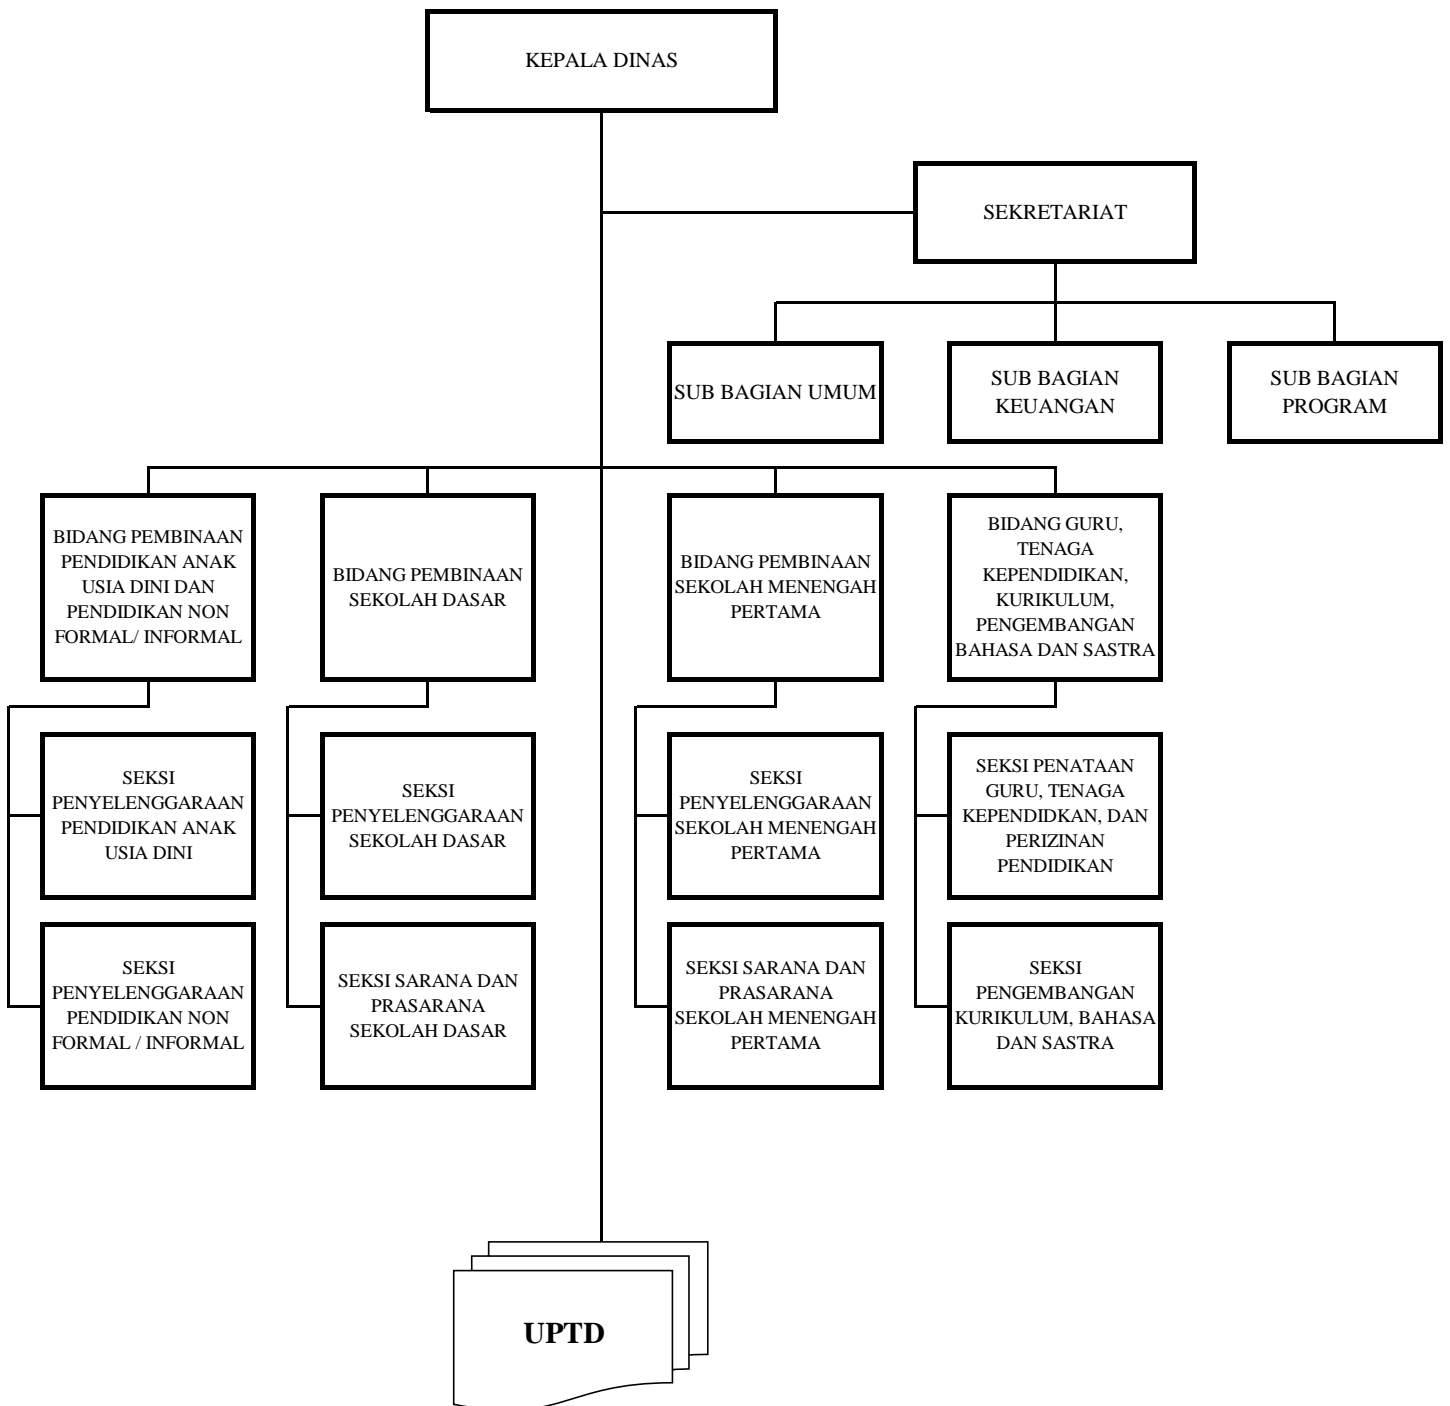 KEPALA DINAS
SEKRETARIAT
SUB BAGIAN UMUM
SUB BAGIAN
KEUANGAN
SUB BAGIAN
PROGRAM
BIDANG PEMBINAAN
PENDIDIKAN ANAK
USIA DINI DAN
PENDIDIKAN NON
FORMAL/ INFORMAL
BIDANG PEMBINAAN
SEKOLAH DASAR
BIDANG PEMBINAAN
SEKOLAH MENENGAH
PERTAMA
BIDANG GURU,
TENAGA
KEPENDIDIKAN,
KURIKULUM,
PENGEMBANGAN
BAHASA DAN SASTRA
SEKSI
PENYELENGGARAAN
PENDIDIKAN ANAK
USIA DINI
SEKSI
PENYELENGGARAAN
SEKOLAH DASAR
SEKSI
PENYELENGGARAAN
SEKOLAH MENENGAH
PERTAMA
SEKSI PENATAAN
GURU, TENAGA
KEPENDIDKAN, DAN
PERIZINAN
PENDIDIKAN
SEKSI
PENYELENGGARAAN
PENDIDIKAN NON
FORMAL / INFORMAL
SEKSI SARANA DAN
PRASARANA
SEKOLAH DASAR
SEKSI SARANA DAN
PRASARANA
SEKOLAH MENENGAH
PERTAMA
SEKSI
PENGEMBANGAN
KURIKULUM, BAHASA
DAN SASTRA
UPTD